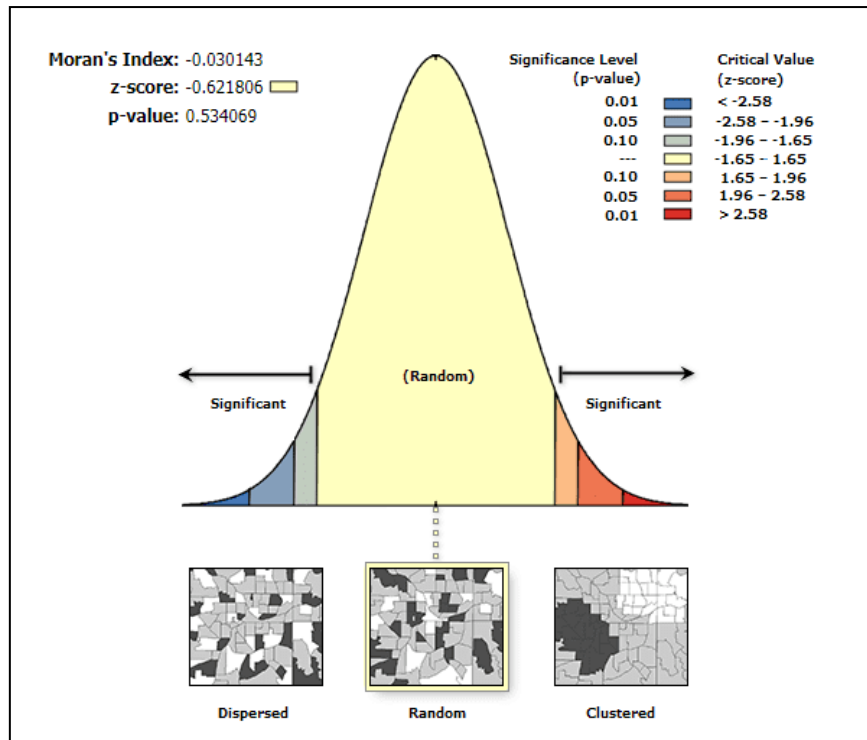 Moran's Index: -0.030143
z-score: -0.621806
p-value: 0.534069
Significance Level
(p-value)
Critical Value
(z-score)
0.01 < -2.58
0.05 -2.58 – -1.96
0.10 -1.96 – -1.65
--- -1.65 – 1.65
0.10 1.65 – 1.96
0.05 1.96 – 2.58
0.01 > 2.58
(Random)
Significant Significant
Dispersed Random Clustered